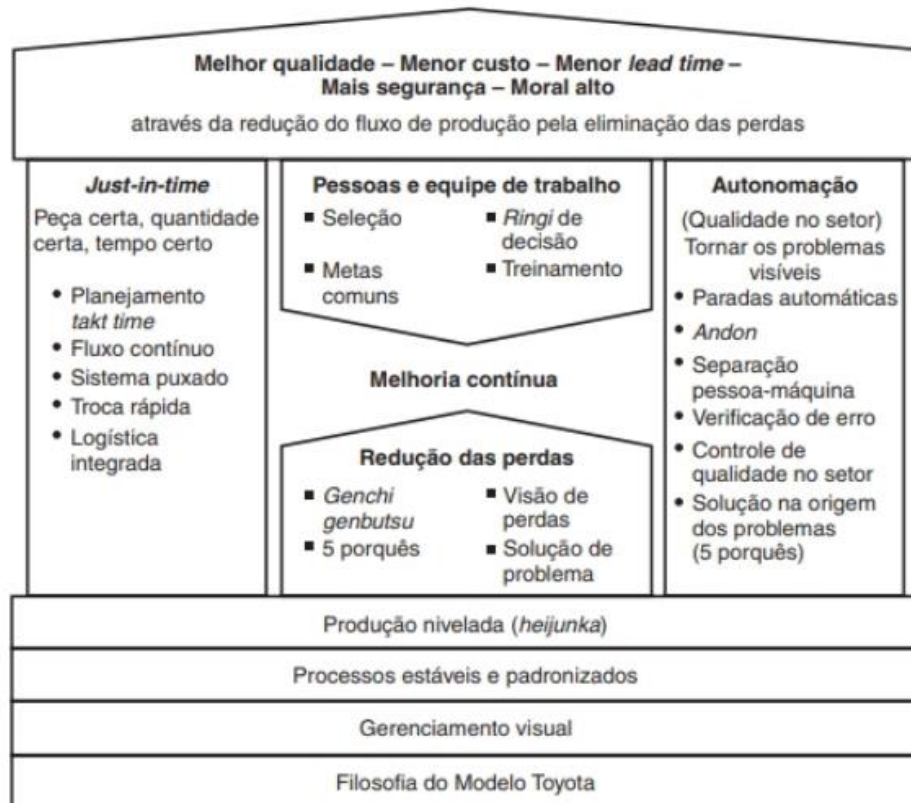 Melhor qualidade – Menor custo – Menor lead time –
Mais segurança – Moral alto
através da redução do fluxo de produção pela eliminação das perdas
Just-in-time
Peça certa, quantidade
certa, tempo certo
• Planejamento
takt time
• Fluxo contínuo
• Sistema puxado
• Troca rápida
• Logística
integrada
Pessoas e equipe de trabalho
▪ Seleção
▪ Ringi de
decisão
▪ Metas
comuns
▪ Treinamento
Melhoria contínua
Redução das perdas
▪ Genchi
genbutsu
▪ Visão de
perdas
▪ 5 porquês
▪ Solução de
problema
Autonomação
(Qualidade no setor)
Tornar os problemas
visíveis
• Paradas automáticas
• Andon
• Separação
pessoa-máquina
• Verificação de erro
• Controle de
qualidade no setor
• Solução na origem
dos problemas
(5 porquês)
Produção nivelada (heijunka)
Processos estáveis e padronizados
Gerenciamento visual
Filosofia do Modelo Toyota